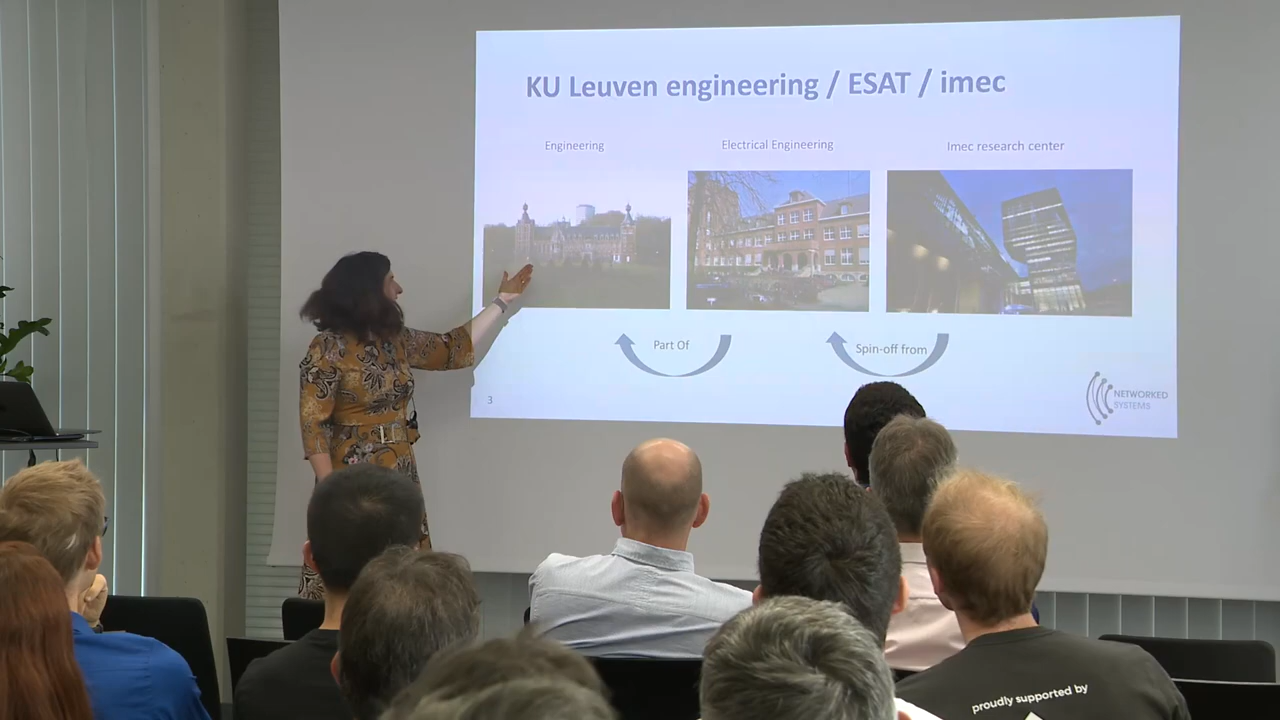 KU Leuven engineering / ESAT / imec
Engineering
Electrical Engineering
Imec research center
Part Of
Spin-off from
3
NETWORKED
SYSTEMS
proudly supported by